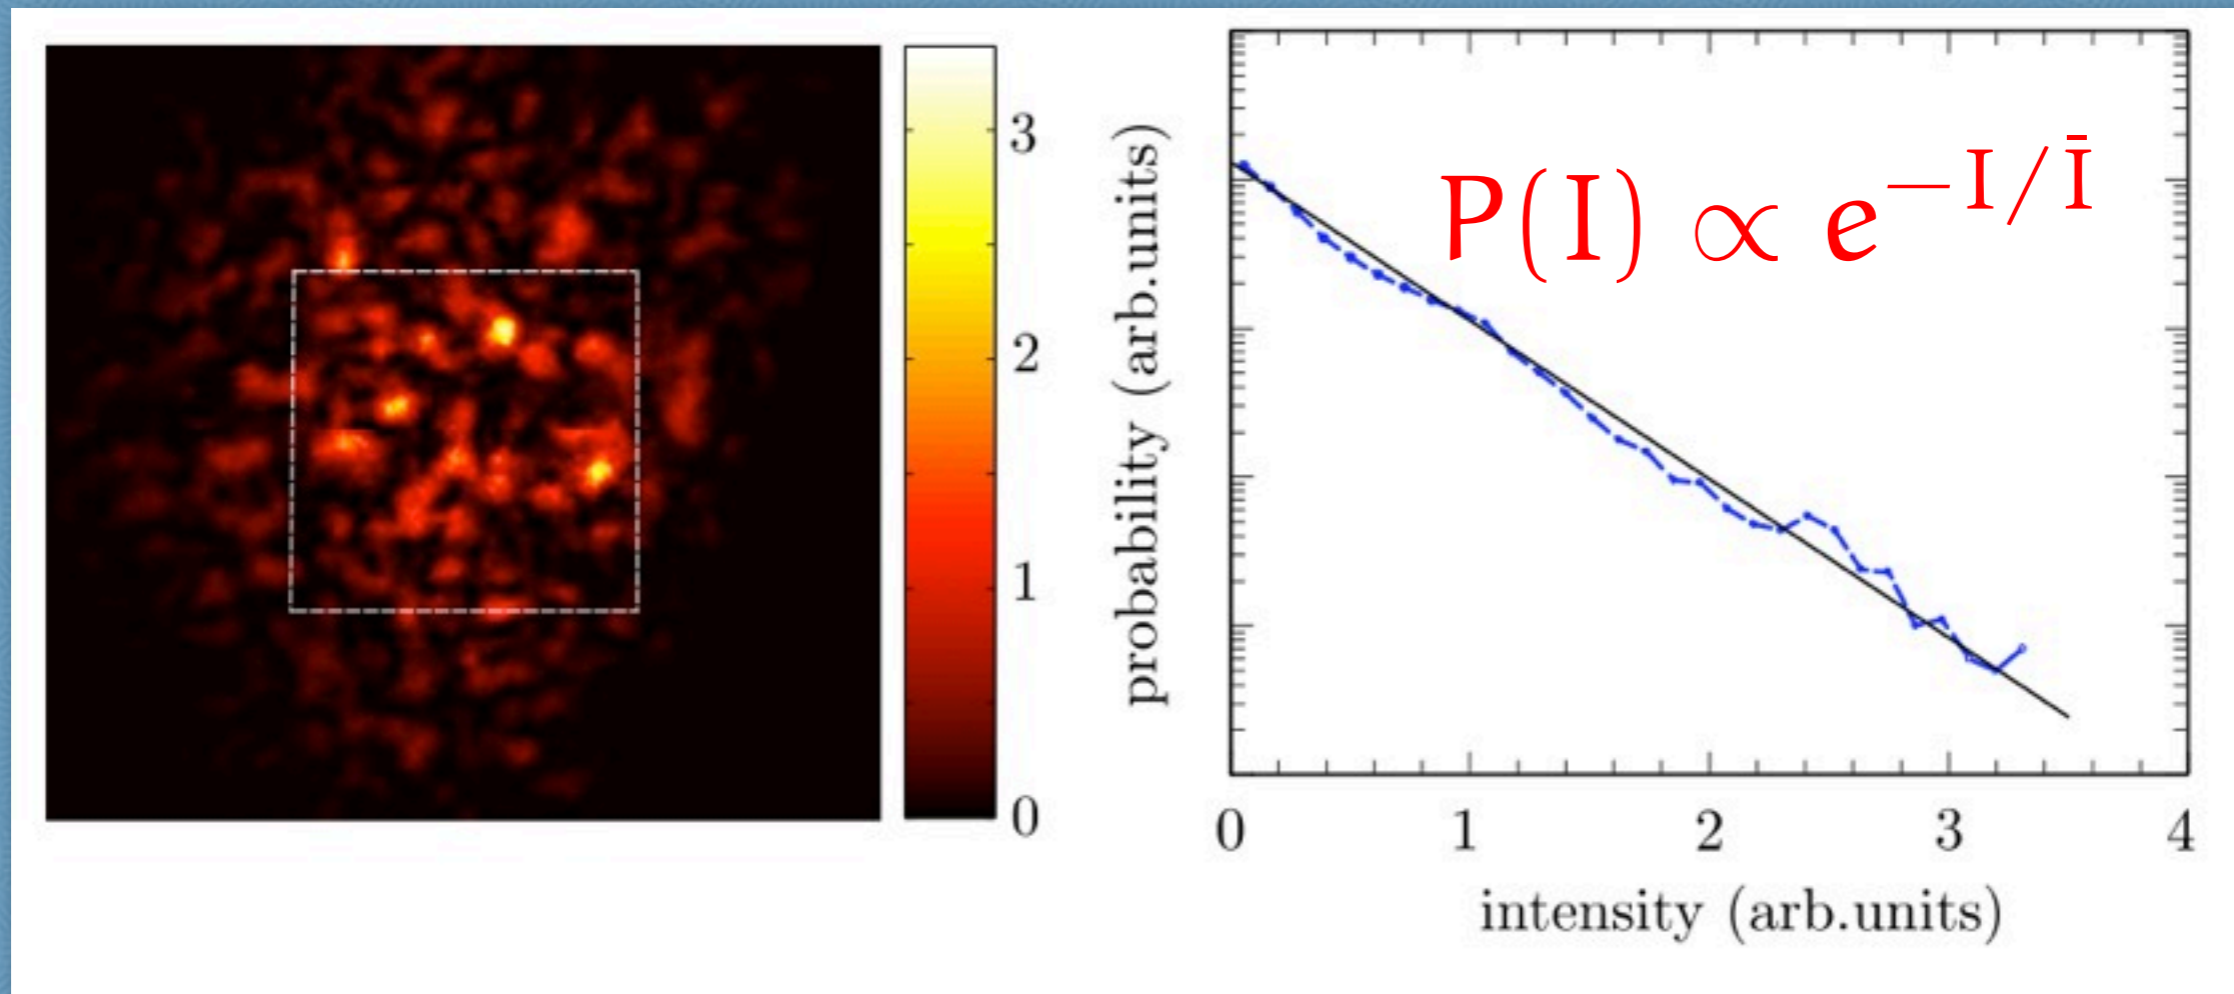 3
2
1
0
probability (arb.units)
P(I) ∝ e^{−I/Ī}
0 1 2 3 4
intensity (arb.units)